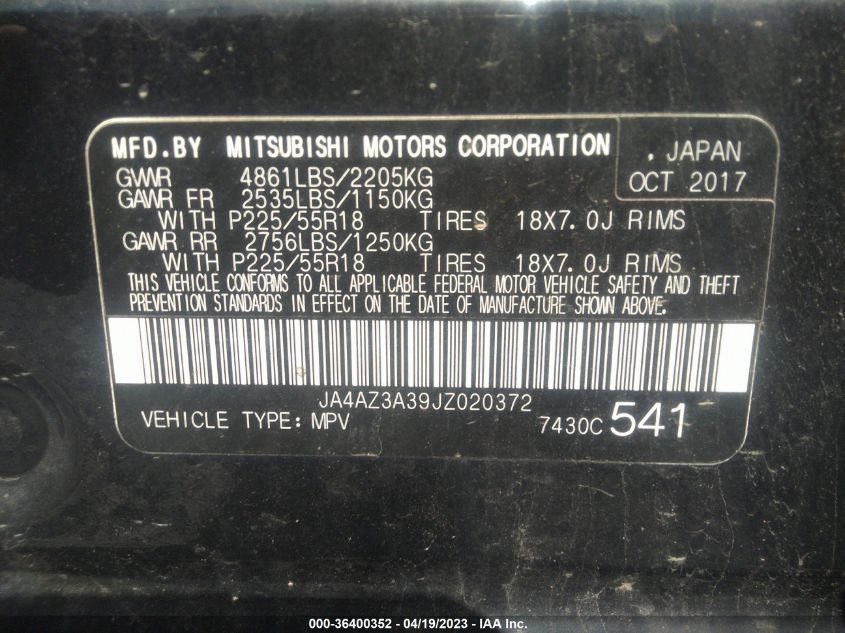 MFD.BY MITSUBISHI MOTORS CORPORATION
. JAPAN
OCT 2017
GVWR 4861LBS/2205KG
GAWR FR 2535LBS/1150KG
WITH P225/55R18 TIRES 18X7.0J RIMS
GAWR RR 2756LBS/1250KG
WITH P225/55R18 TIRES 18X7.0J RIMS
THIS VEHICLE CONFORMS TO ALL APPLICABLE FEDERAL MOTOR VEHICLE SAFETY AND THEFT
PREVENTION STANDARDS IN EFFECT ON THE DATE OF MANUFACTURE SHOWN ABOVE.
JA4AZ3A39JZ020372
VEHICLE TYPE: MPV 7430C 541
000-36400352 - 04/19/2023 - IAA Inc.